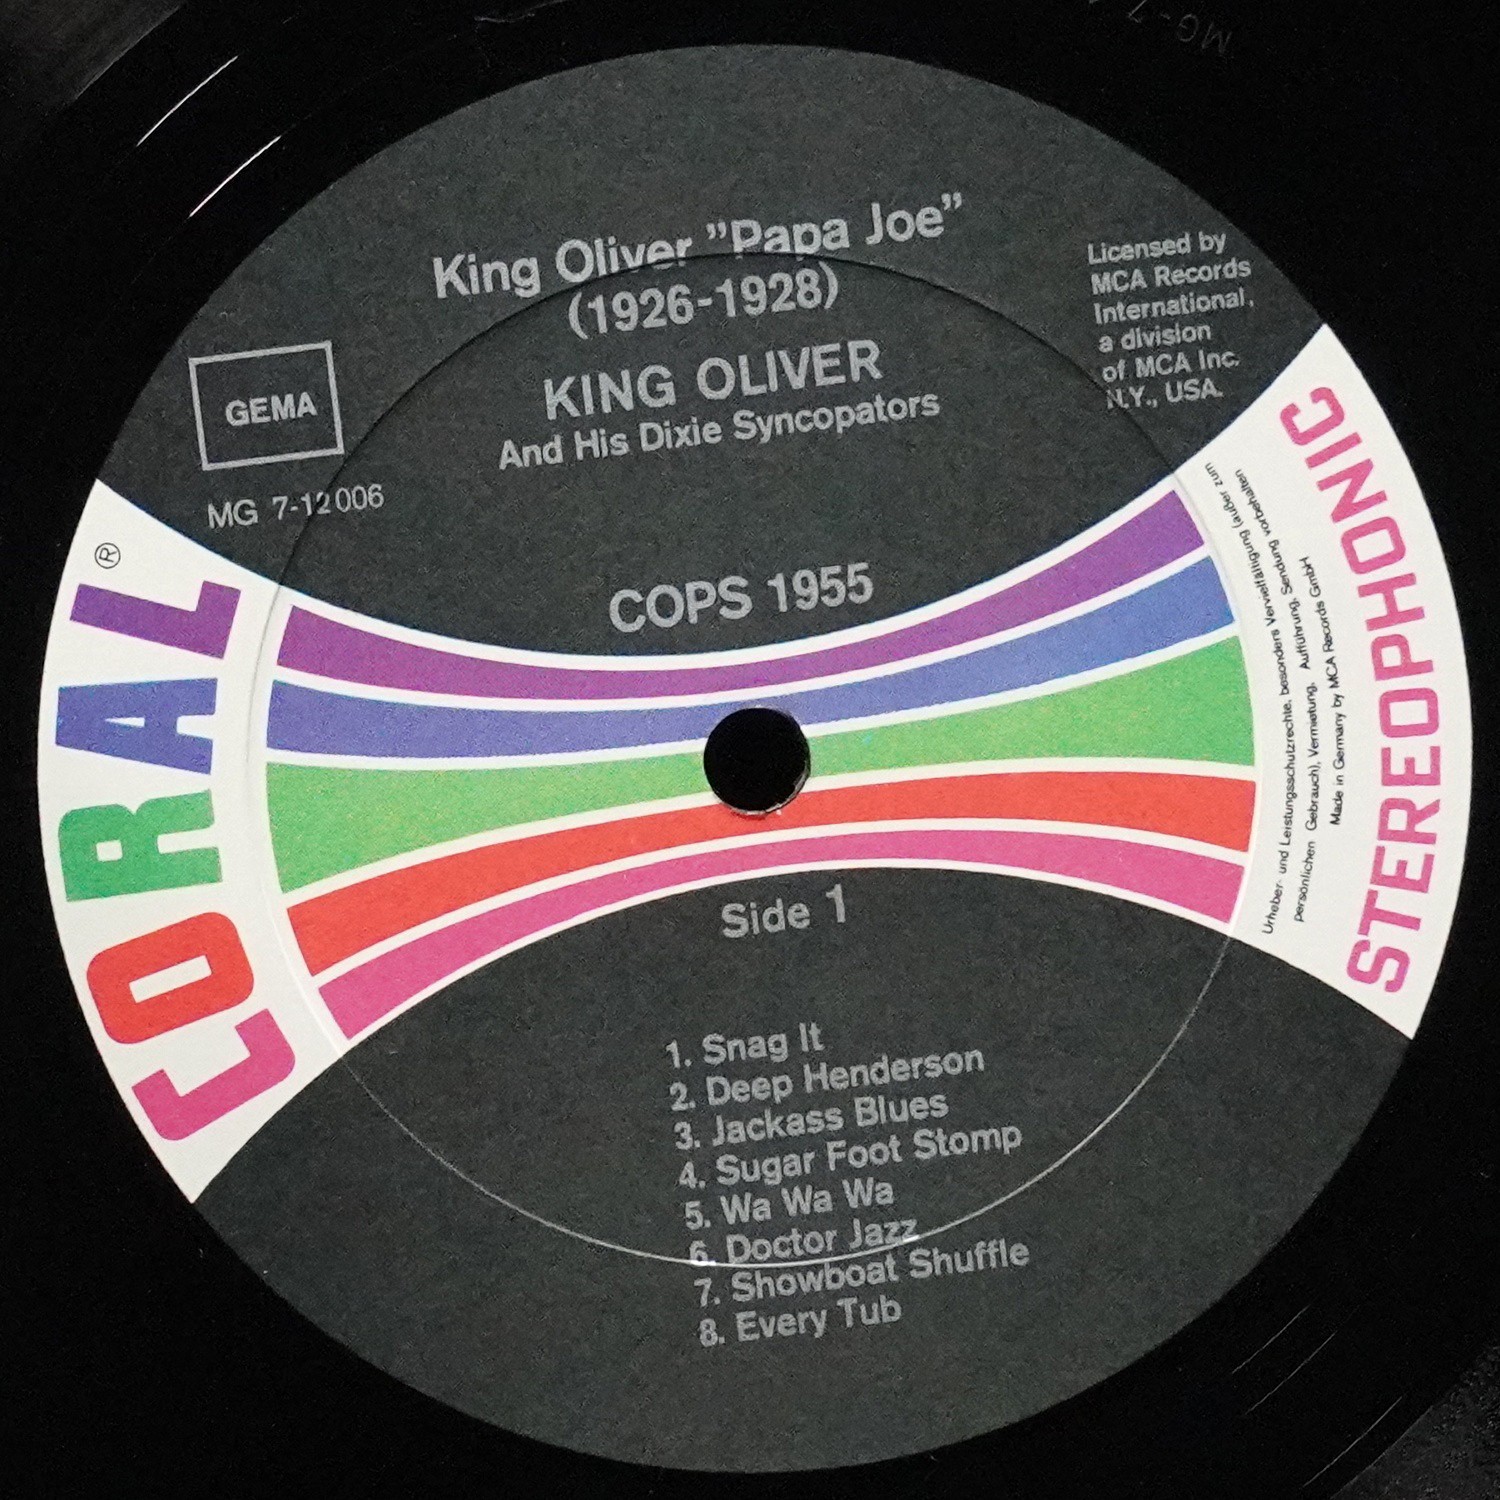 King Oliver ”Papa Joe”
(1926-1928)
KING OLIVER
And His Dixie Syncopators
Licensed by
MCA Records
International,
a division
of MCA Inc.
N.Y., USA.
GEMA
MG 7-12006
COPS 1955
CORAL®
STEREOPHONIC
Urheber- und Leistungsschutzrechte, besonders Vervielfältigung (außer zum
persönlichen Gebrauch), Vermietung, Aufführung, Sendung vorbehalten
Made in Germany by MCA Records GmbH
Side 1
1. Snag It
2. Deep Henderson
3. Jackass Blues
4. Sugar Foot Stomp
5. Wa Wa Wa
6. Doctor Jazz
7. Showboat Shuffle
8. Every Tub